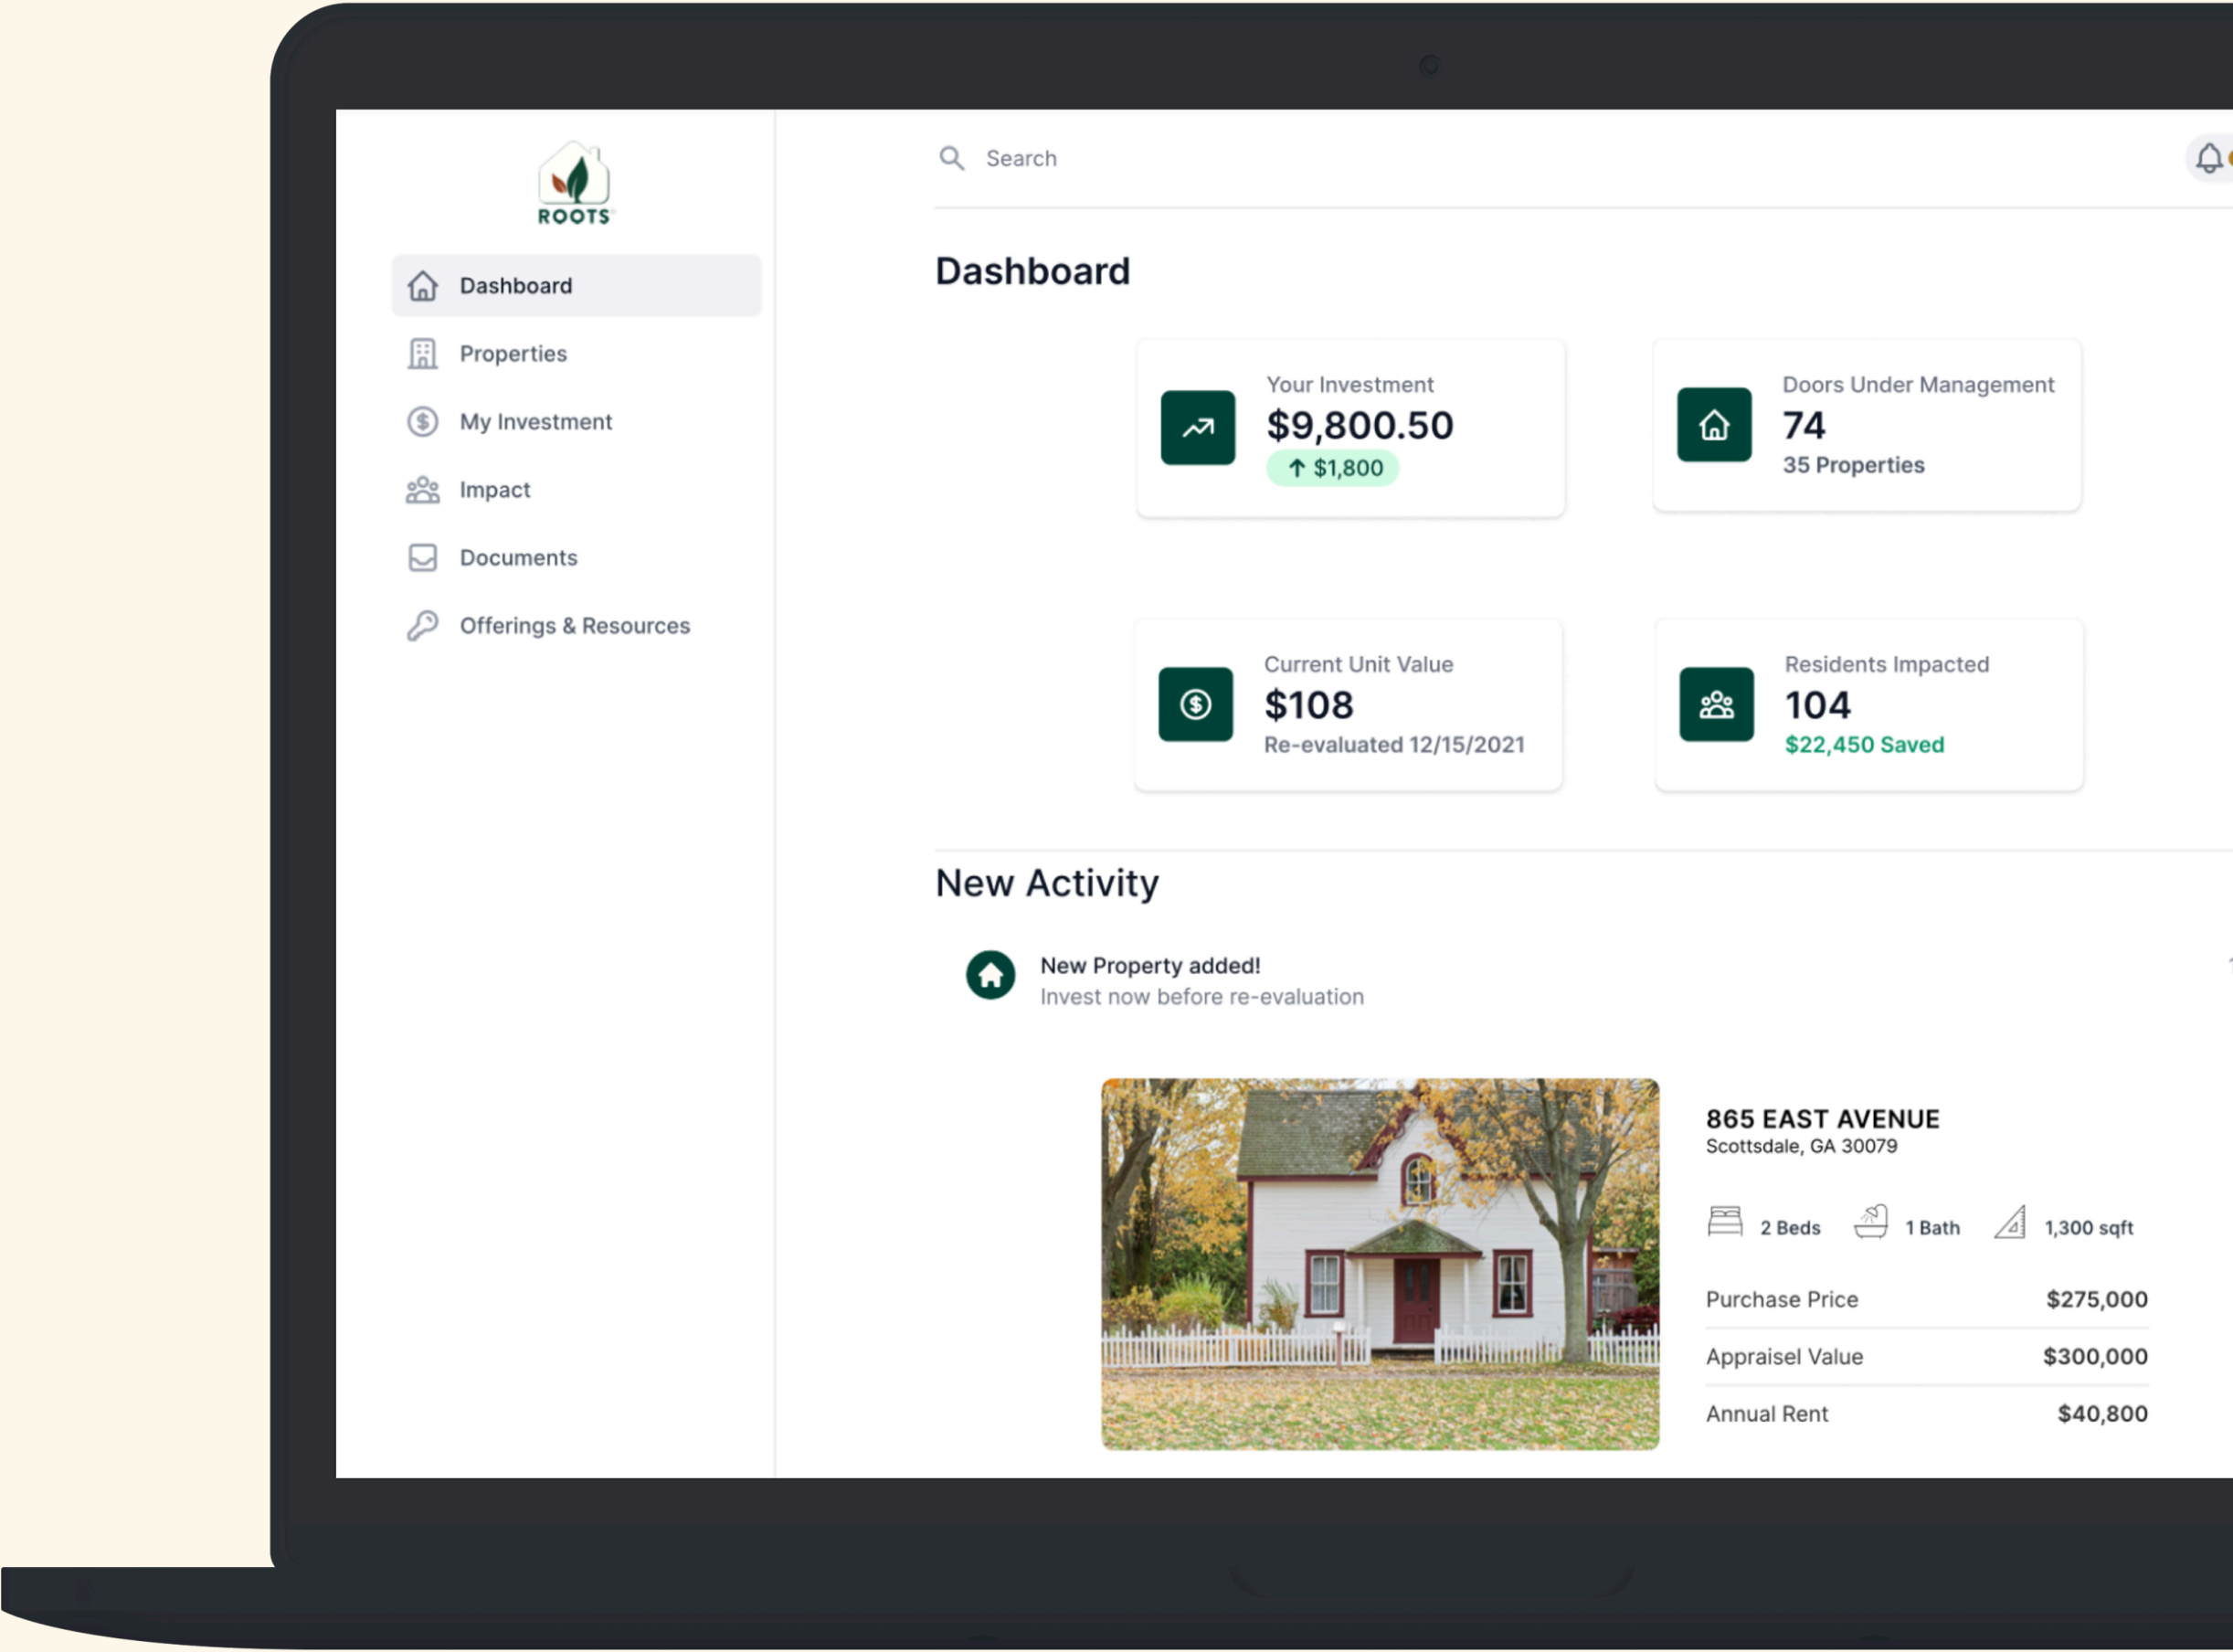 ROOTS
Dashboard
Properties
My Investment
Impact
Documents
Offerings & Resources
Search
Dashboard
Your Investment
$9,800.50
↑ $1,800
Doors Under Management
74
35 Properties
Current Unit Value
$108
Re-evaluated 12/15/2021
Residents Impacted
104
$22,450 Saved
New Activity
New Property added!
Invest now before re-evaluation
865 EAST AVENUE
Scottsdale, GA 30079
2 Beds 1 Bath 1,300 sqft
Purchase Price $275,000
Appraisel Value $300,000
Annual Rent $40,800